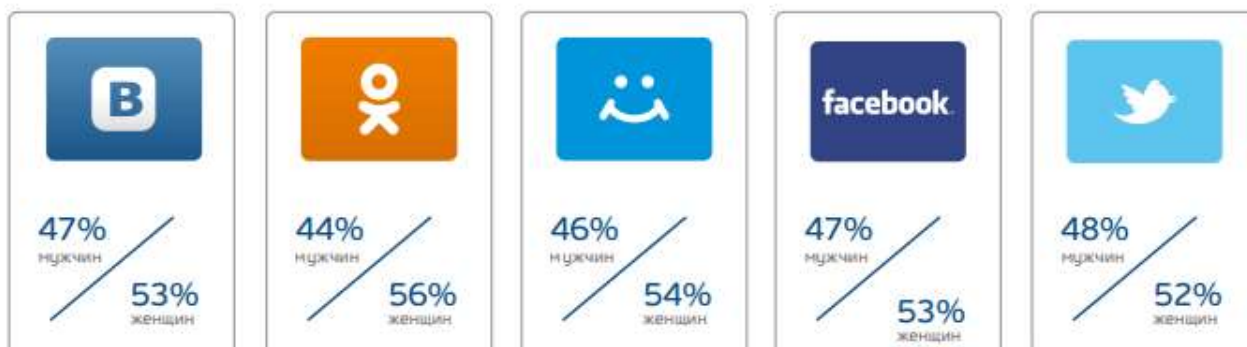 В
facebook
47%
мужчин
53%
женщин
44%
мужчин
56%
женщин
46%
мужчин
54%
женщин
47%
мужчин
53%
женщин
48%
мужчин
52%
женщин